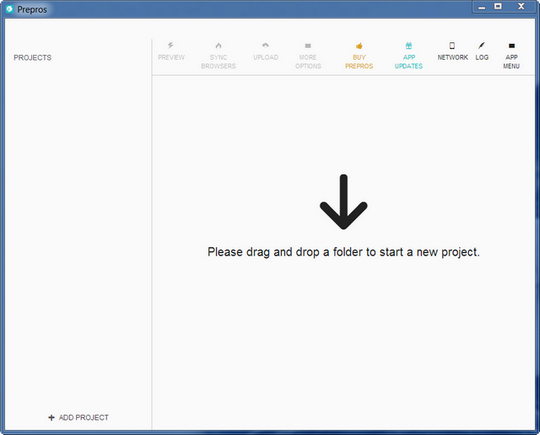 Prepros
PROJECTS
PREVIEW
SYNC
BROWSERS
UPLOAD
MORE
OPTIONS
BUY
PREPROS
APP
UPDATES
NETWORK
LOG
APP
MENU
Please drag and drop a folder to start a new project.
+ ADD PROJECT